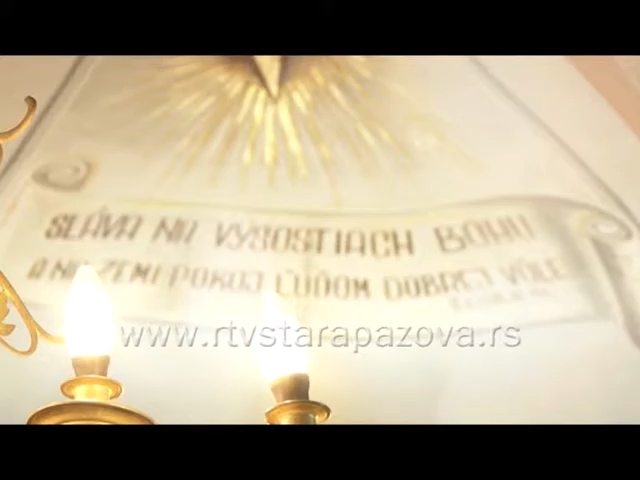 SLÁVA NA VÝSOSTIACH BOHU
A NA ZEMI POKOJ ĽUĎOM DOBREJ VÔLE
www.rtvstarapazova.rs